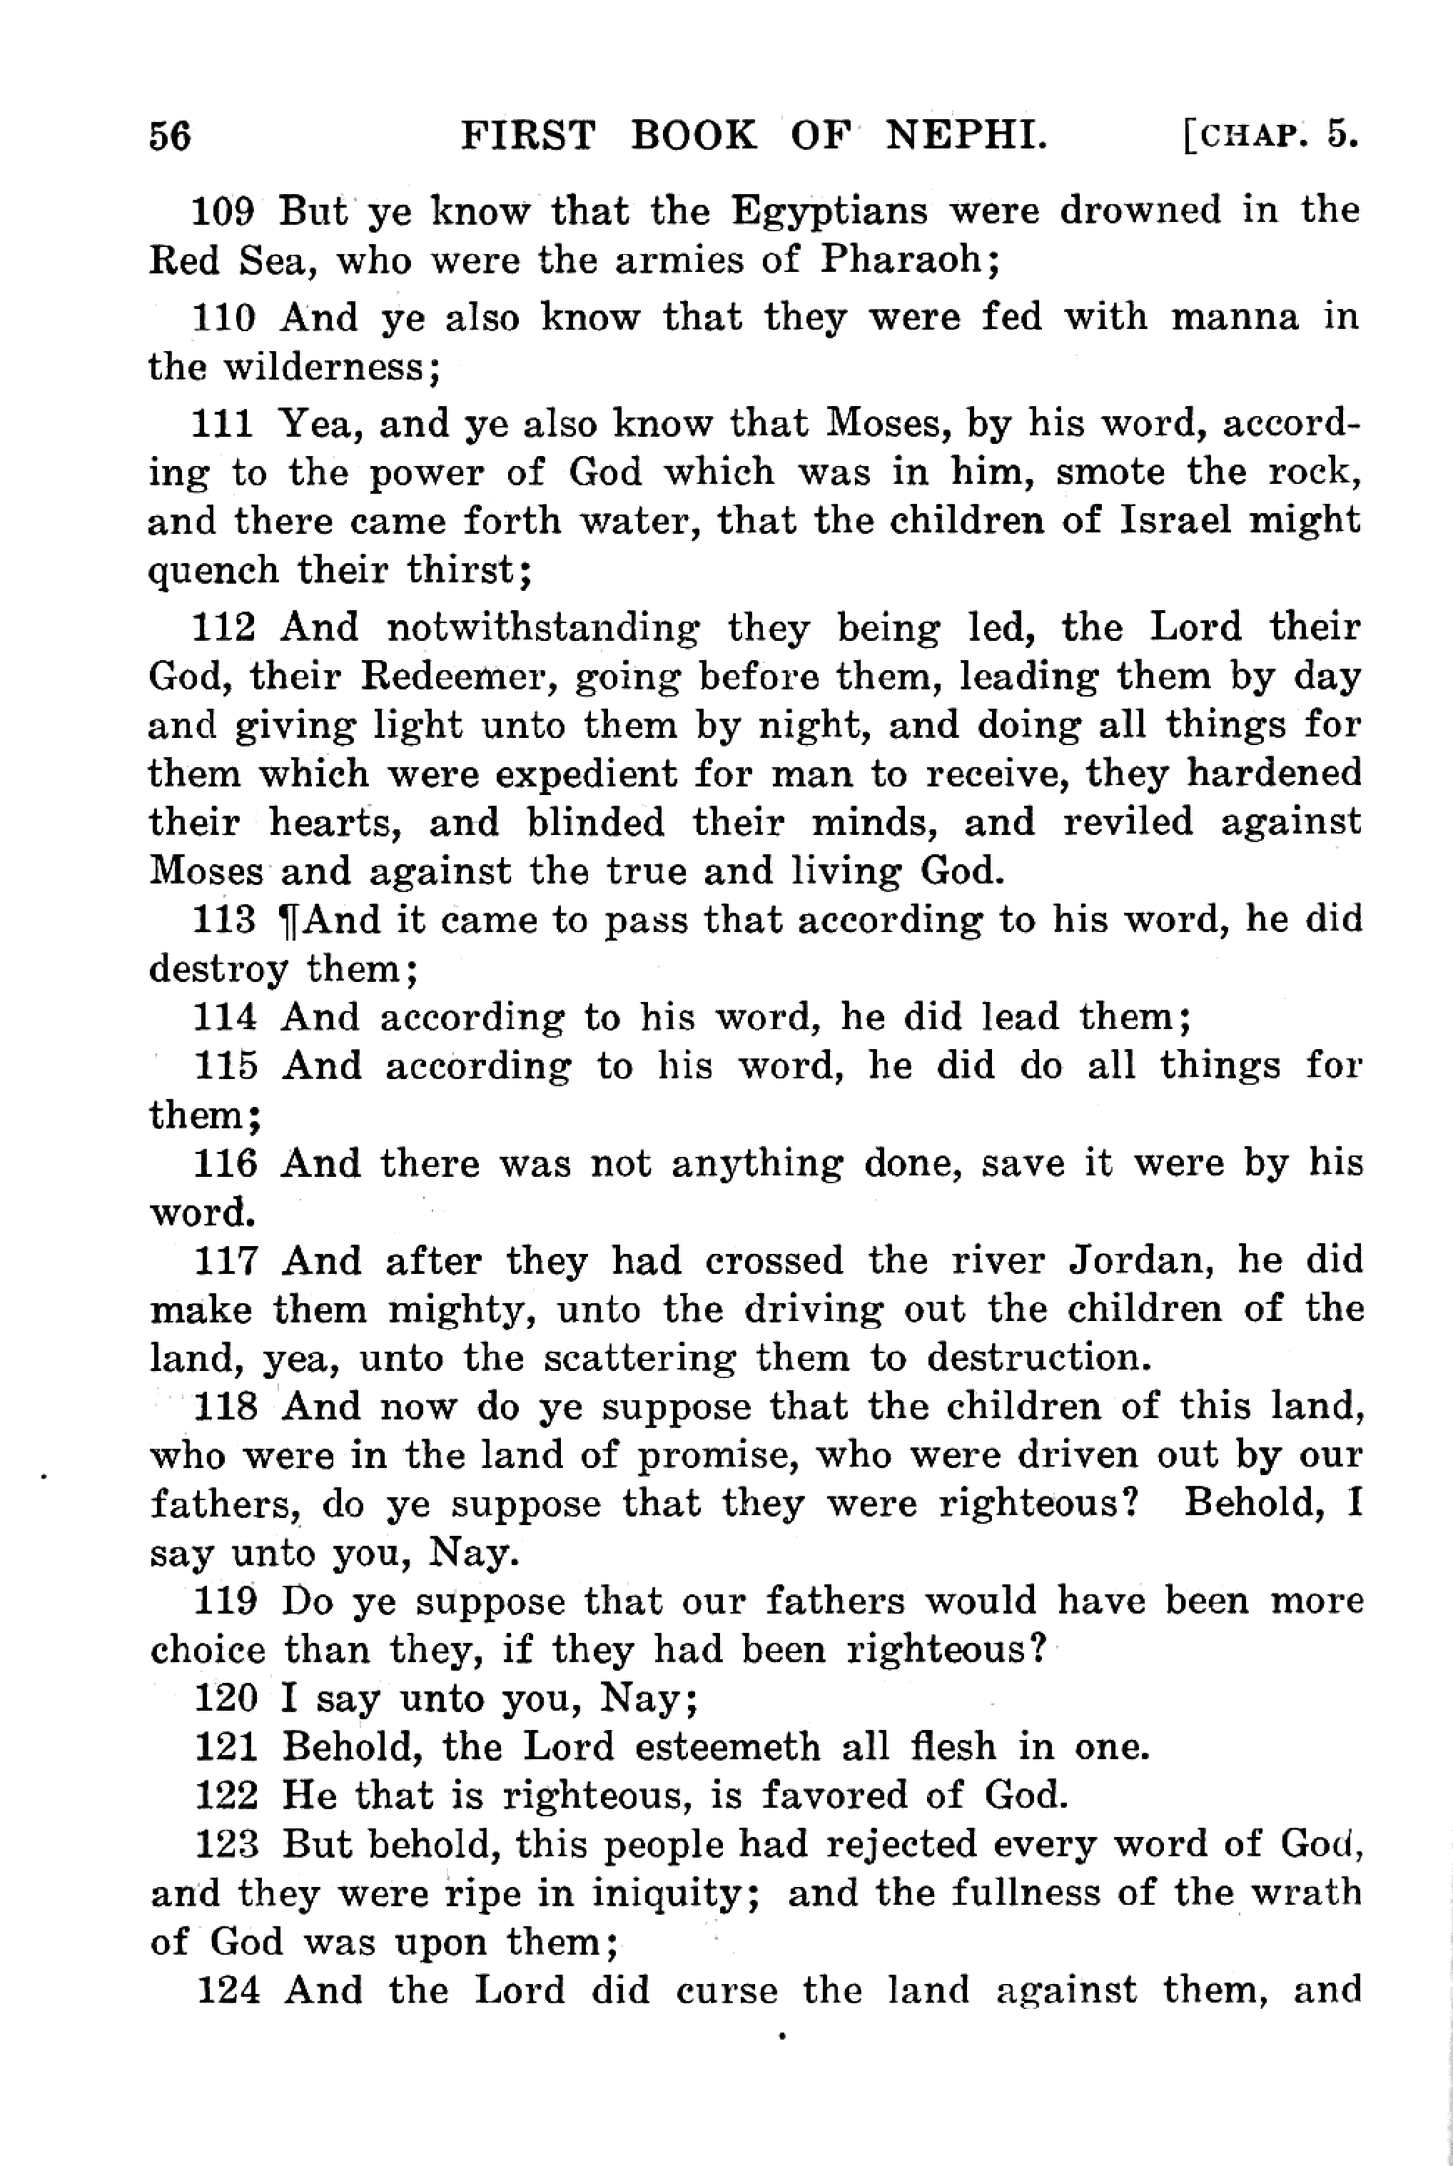 56 FIRST BOOK OF NEPHI. [CHAP. 5.
109 But ye know that the Egyptians were drowned in the
Red Sea, who were the armies of Pharaoh;
110 And ye also know that they were fed with manna in
the wilderness;
111 Yea, and ye also know that Moses, by his word, accord-
ing to the power of God which was in him, smote the rock,
and there came forth water, that the children of Israel might
quench their thirst;
112 And notwithstanding they being led, the Lord their
God, their Redeemer, going before them, leading them by day
and giving light unto them by night, and doing all things for
them which were expedient for man to receive, they hardened
their hearts, and blinded their minds, and reviled against
Moses and against the true and living God.
113 ¶And it came to pass that according to his word, he did
destroy them;
114 And according to his word, he did lead them;
115 And according to his word, he did do all things for
them;
116 And there was not anything done, save it were by his
word.
117 And after they had crossed the river Jordan, he did
make them mighty, unto the driving out the children of the
land, yea, unto the scattering them to destruction.
118 And now do ye suppose that the children of this land,
who were in the land of promise, who were driven out by our
fathers, do ye suppose that they were righteous? Behold, I
say unto you, Nay.
119 Do ye suppose that our fathers would have been more
choice than they, if they had been righteous?
120 I say unto you, Nay;
121 Behold, the Lord esteemeth all flesh in one.
122 He that is righteous, is favored of God.
123 But behold, this people had rejected every word of God,
and they were ripe in iniquity; and the fullness of the wrath
of God was upon them;
124 And the Lord did curse the land against them, and